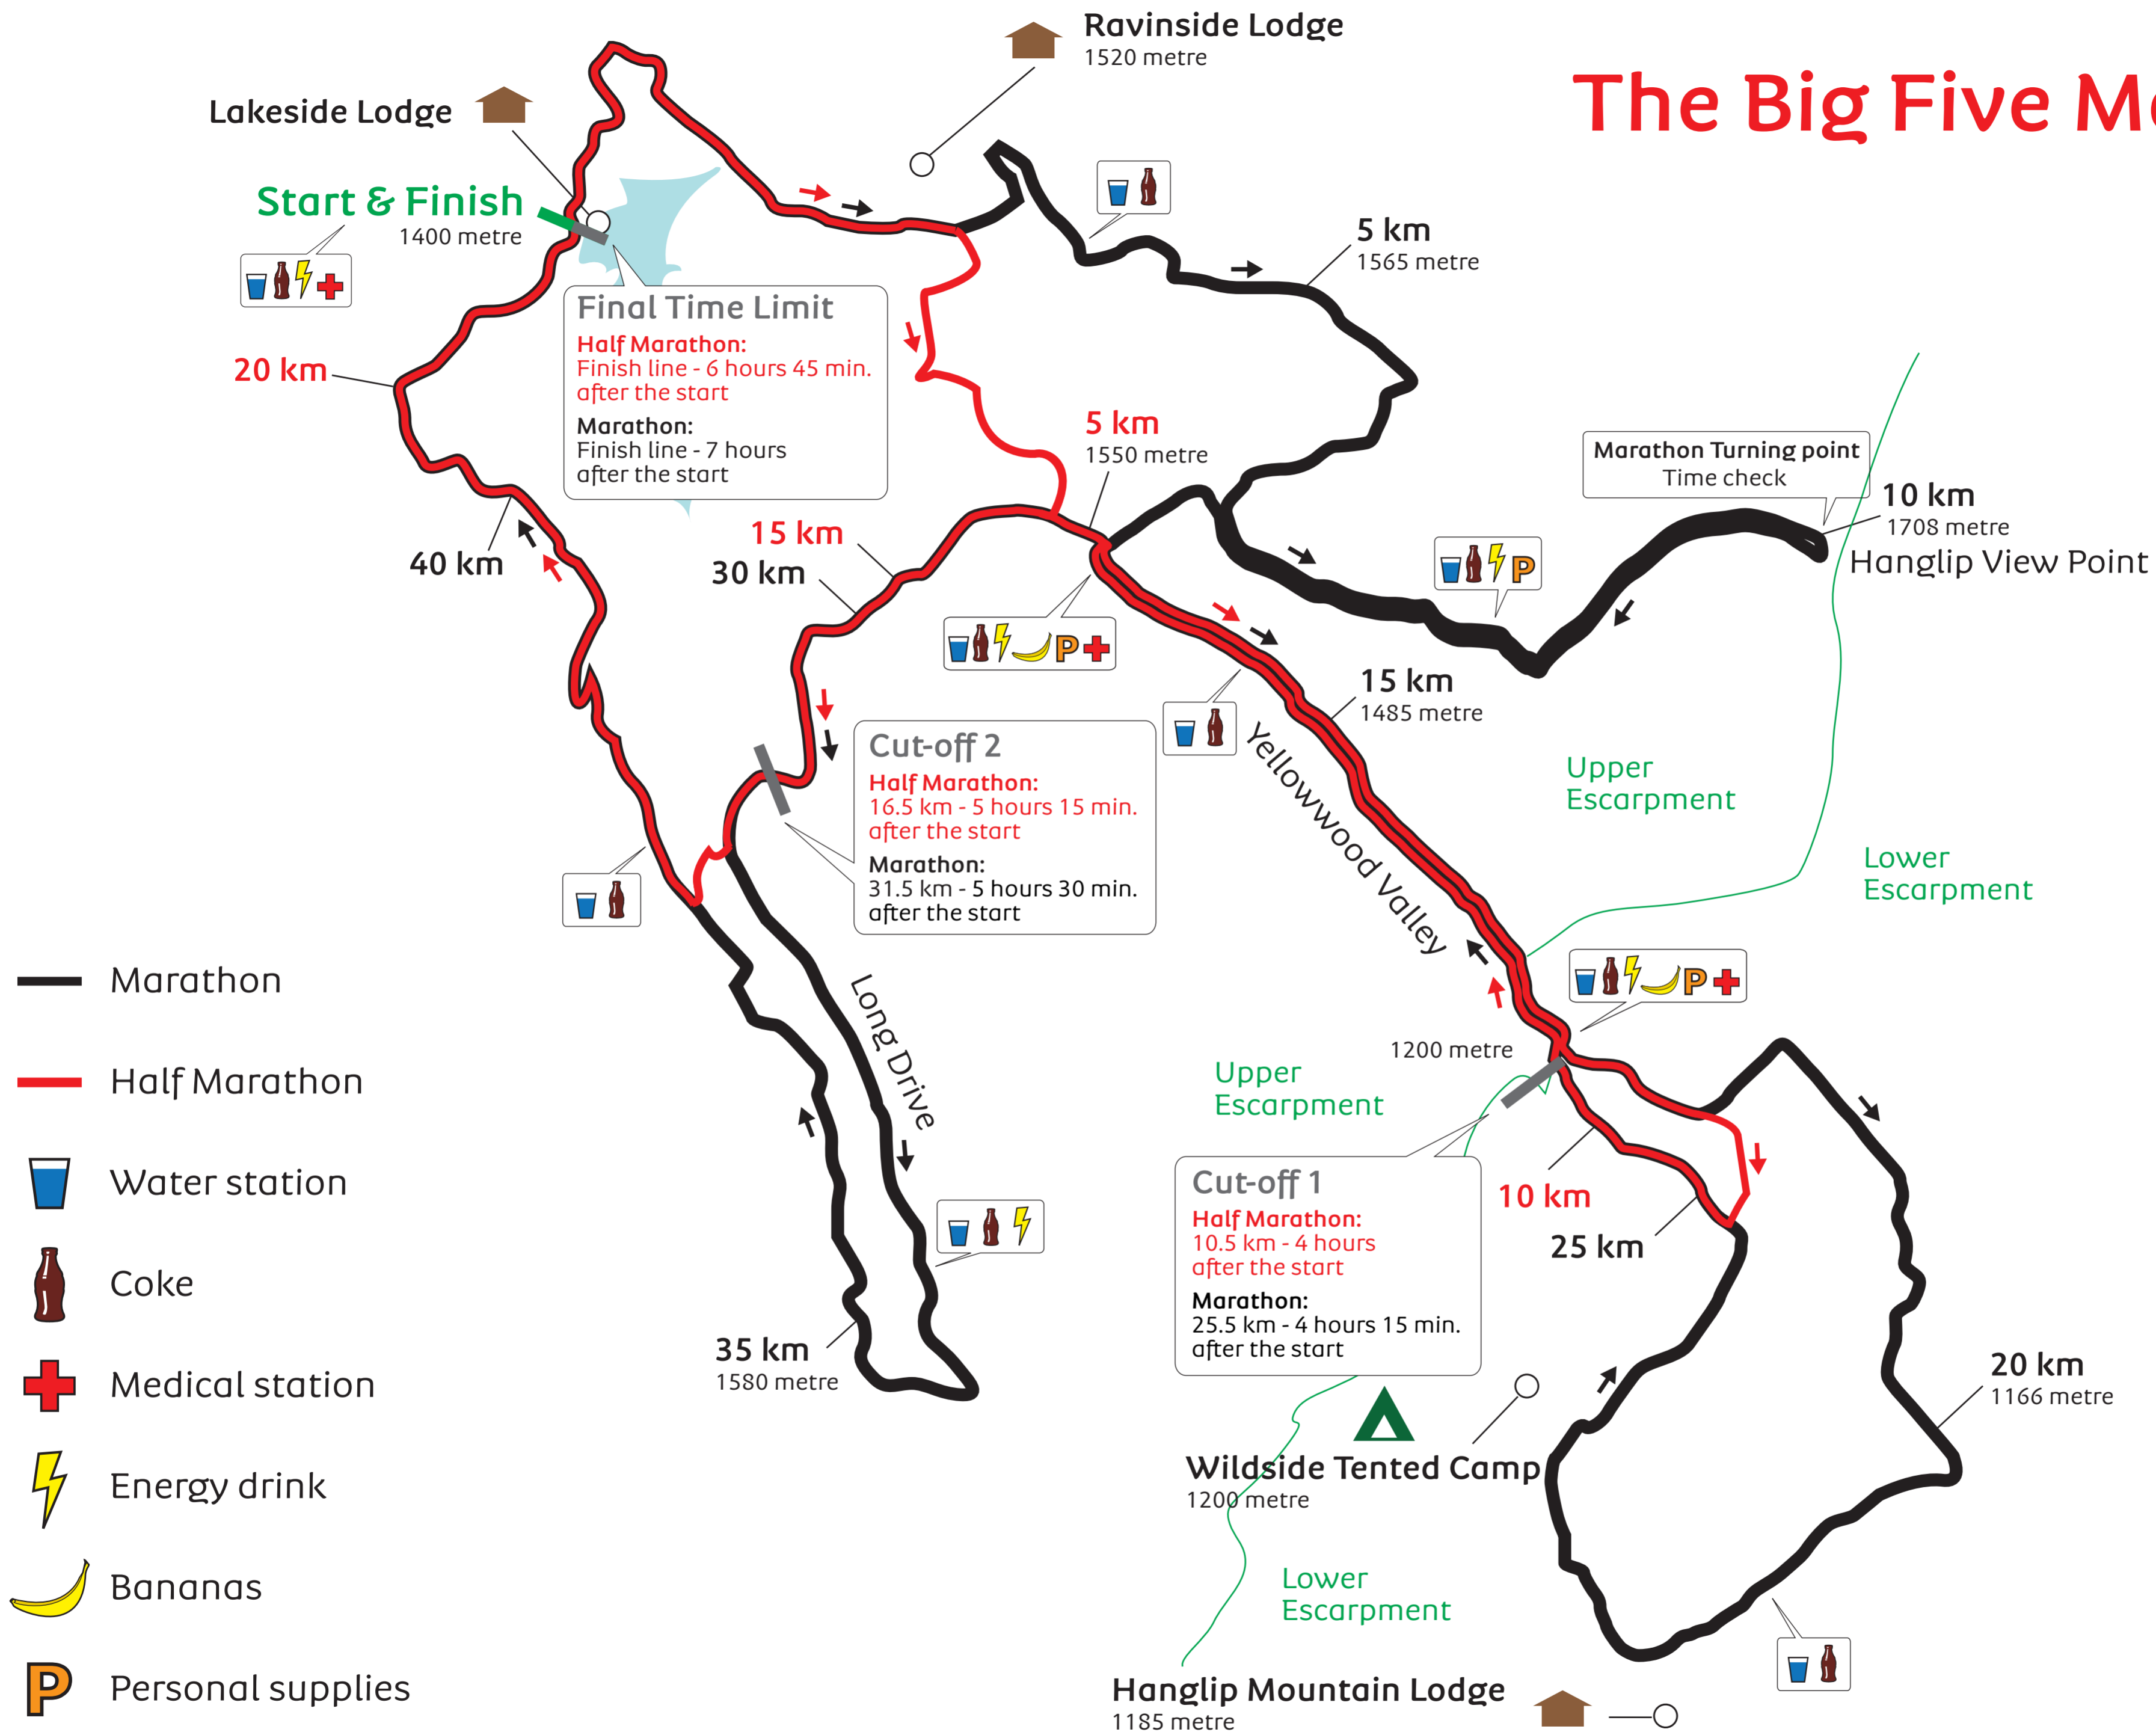 Ravinside Lodge
1520 metre
The Big Five M
Lakeside Lodge
Start & Finish
1400 metre
5 km
1565 metre
Final Time Limit
Half Marathon:
Finish line - 6 hours 45 min.
after the start
Marathon:
Finish line - 7 hours
after the start
20 km
5 km
1550 metre
Marathon Turning point
Time check
10 km
1708 metre
Hanglip View Point
15 km
30 km
40 km
P
P
15 km
1485 metre
Yellowwood Valley
Upper
Escarpment
Lower
Escarpment
Cut-off 2
Half Marathon:
16.5 km - 5 hours 15 min.
after the start
Marathon:
31.5 km - 5 hours 30 min.
after the start
Long Drive
P
1200 metre
Upper
Escarpment
Cut-off 1
Half Marathon:
10.5 km - 4 hours
after the start
Marathon:
25.5 km - 4 hours 15 min.
after the start
10 km
25 km
35 km
1580 metre
20 km
1166 metre
Wildside Tented Camp
1200 metre
Lower
Escarpment
Hanglip Mountain Lodge
1185 metre
Marathon
Half Marathon
Water station
Coke
Medical station
Energy drink
Bananas
P Personal supplies